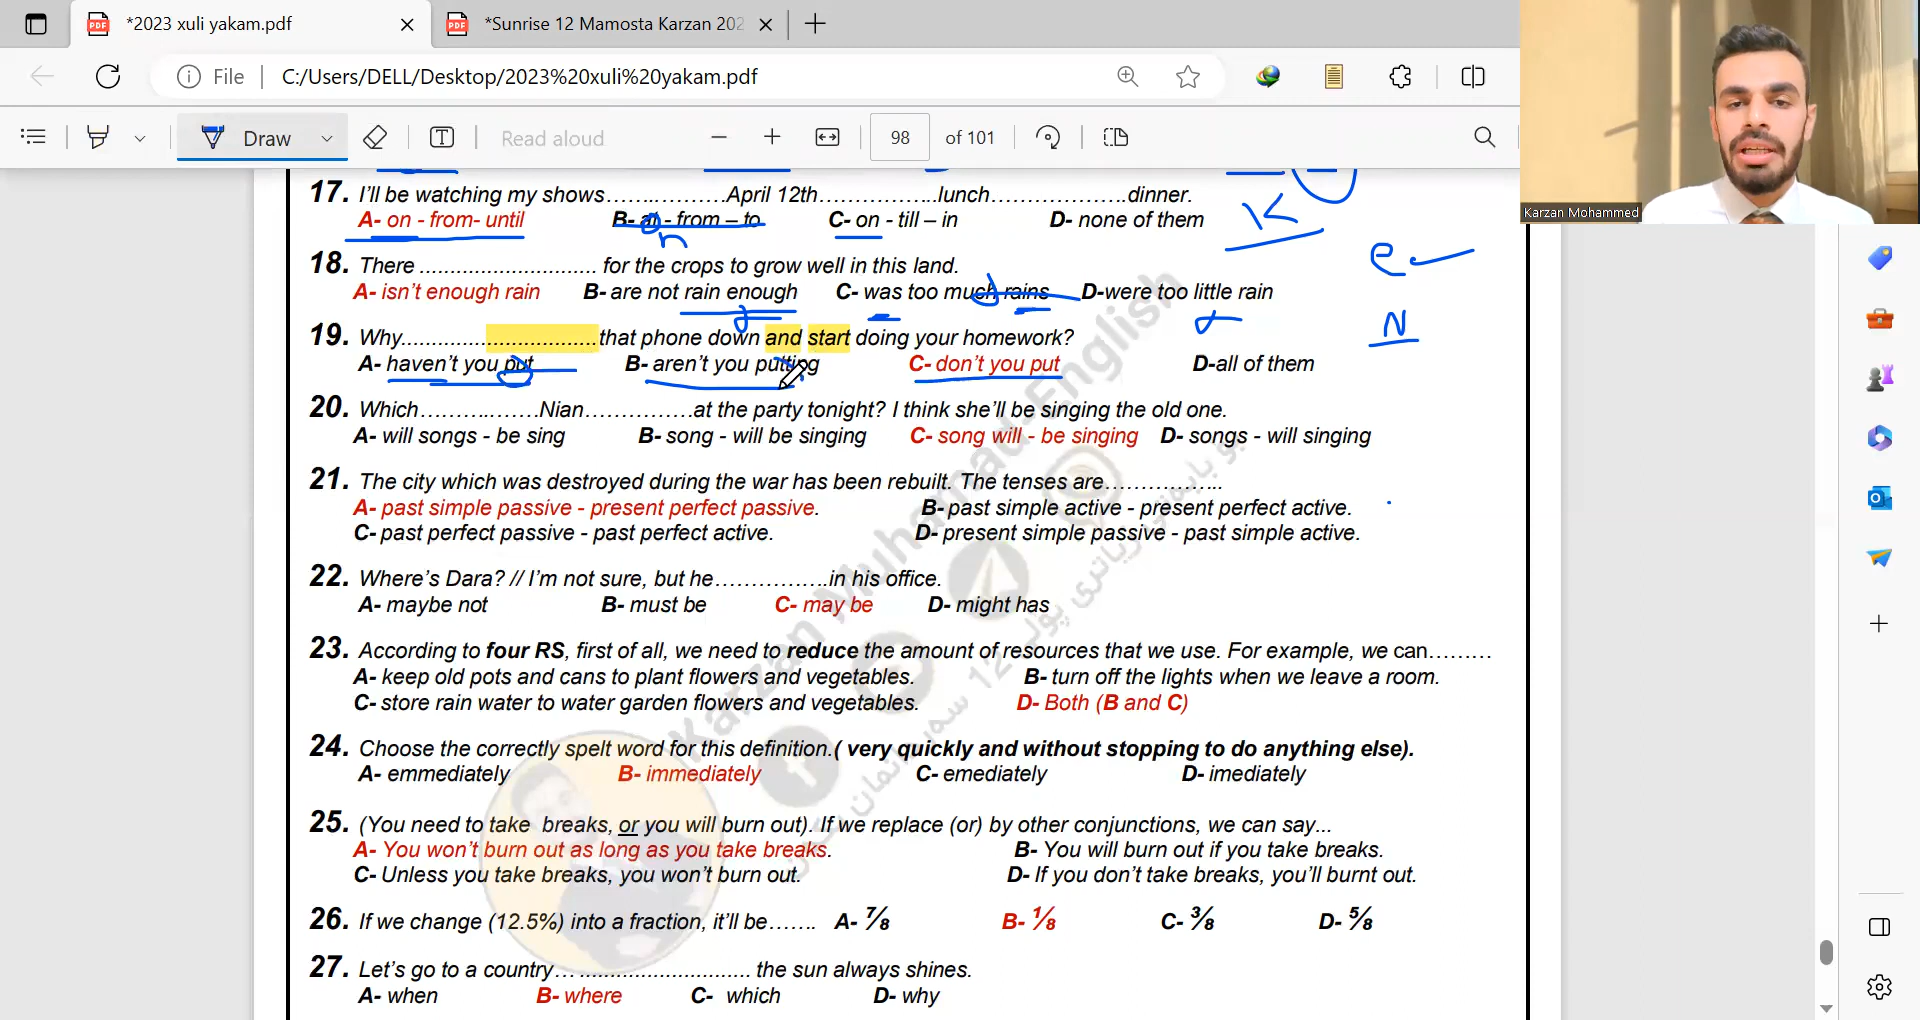 *2023 xuli yakam.pdf
*Sunrise 12 Mamosta Karzan 202
File
C:/Users/DELL/Desktop/2023%20xuli%20yakam.pdf
Draw
Read aloud
98
of 101
Karzan Mohammed
17. I'll be watching my shows..................April 12th.................lunch......................dinner.
A- on - from- until B- - from – to C- on - till – in D- none of them
18. There ............................. for the crops to grow well in this land.
A- isn't enough rain B- are not rain enough C- was too much rains D-were too little rain
19. Why................................that phone down and start doing your homework?
A- haven't you put B- aren't you putting C- don't you put D-all of them
20. Which...................Nian..................at the party tonight? I think she'll be singing the old one.
A- will songs - be sing B- song - will be singing C- song will - be singing D- songs - will singing
21. The city which was destroyed during the war has been rebuilt. The tenses are...................
A- past simple passive - present perfect passive. B- past simple active - present perfect active.
C- past perfect passive - past perfect active. D- present simple passive - past simple active.
22. Where's Dara? // I'm not sure, but he..................in his office.
A- maybe not B- must be C- may be D- might has
23. According to four RS, first of all, we need to reduce the amount of resources that we use. For example, we can.........
A- keep old pots and cans to plant flowers and vegetables. B- turn off the lights when we leave a room.
C- store rain water to water garden flowers and vegetables. D- Both (B and C)
24. Choose the correctly spelt word for this definition.( very quickly and without stopping to do anything else).
A- emmediately B- immediately C- emediately D- imediately
25. (You need to take breaks, or you will burn out). If we replace (or) by other conjunctions, we can say...
A- You won't burn out as long as you take breaks. B- You will burn out if you take breaks.
C- Unless you take breaks, you won't burn out. D- If you don't take breaks, you'll burnt out.
26. If we change (12.5%) into a fraction, it'll be....... A- ⅞ B- ⅛ C- ⅜ D- ⅝
27. Let's go to a country............................... the sun always shines.
A- when B- where C- which D- why
Karzan Muhammad-English